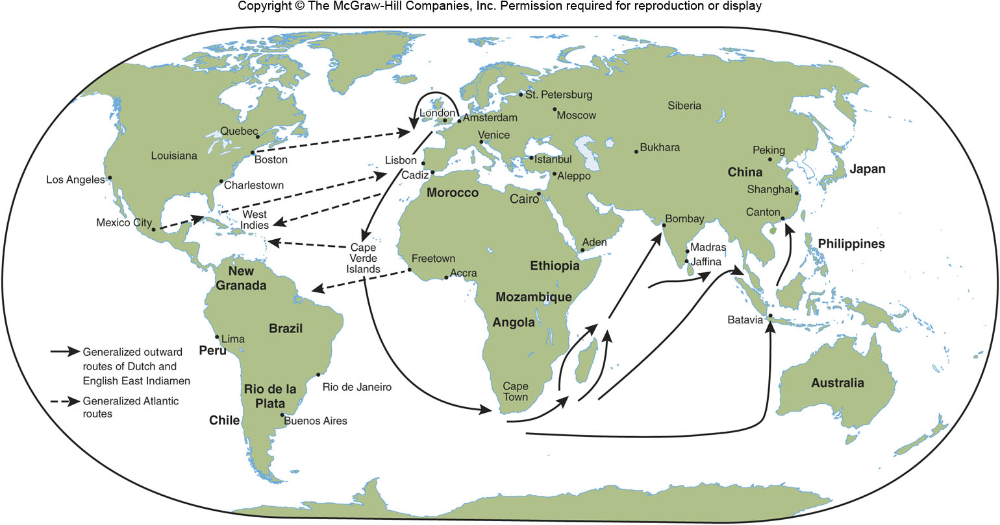 Copyright © The McGraw-Hill Companies, Inc. Permission required for reproduction or display
St. Petersburg
Siberia
London
Moscow
Amsterdam
Quebec
Venice
Bukhara
Peking
Louisiana
Boston
Lisbon
Istanbul
China
Japan
Los Angeles
Cadiz
Aleppo
Charlestown
Morocco
Cairo
Shanghai
Mexico City
West
Indies
Bombay
Canton
Cape
Verde
Islands
Aden
Madras
Jaffina
Philippines
New
Granada
Freetown
Accra
Ethiopia
Mozambique
Angola
Batavia
Brazil
Lima
Peru
Generalized outward
routes of Dutch and
English East Indiamen
Generalized Atlantic
routes
Rio de Janeiro
Rio de la
Plata
Chile
Buenos Aires
Cape
Town
Australia